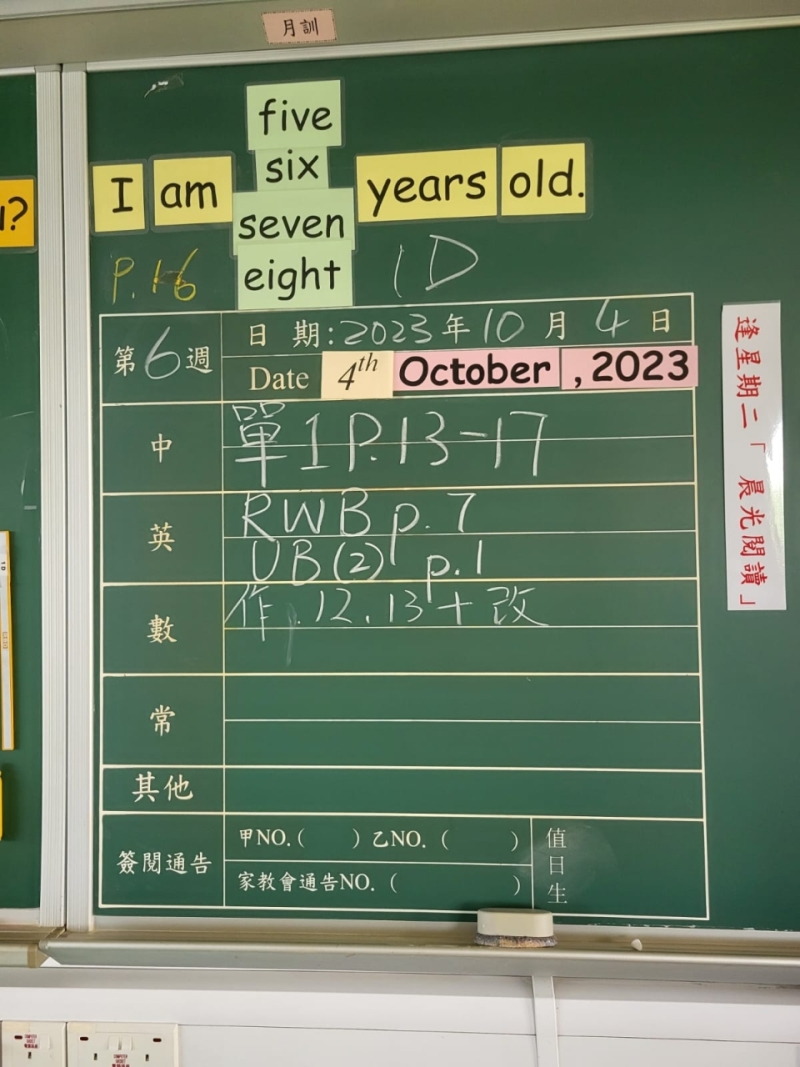 月訓
five
six
I am seven years old.
eight
P.16
1D
u?
第6週
日 期:2023年10月4日
Date 4th October , 2023
中
單1 P.13-17
英
RWB p.7
UB(2) p.1
數
作.12.13+改
常
其他
簽閱通告
甲NO.( ) 乙NO.( )
家教會通告NO.( )
值日生
逢星期二「 晨光閱讀」